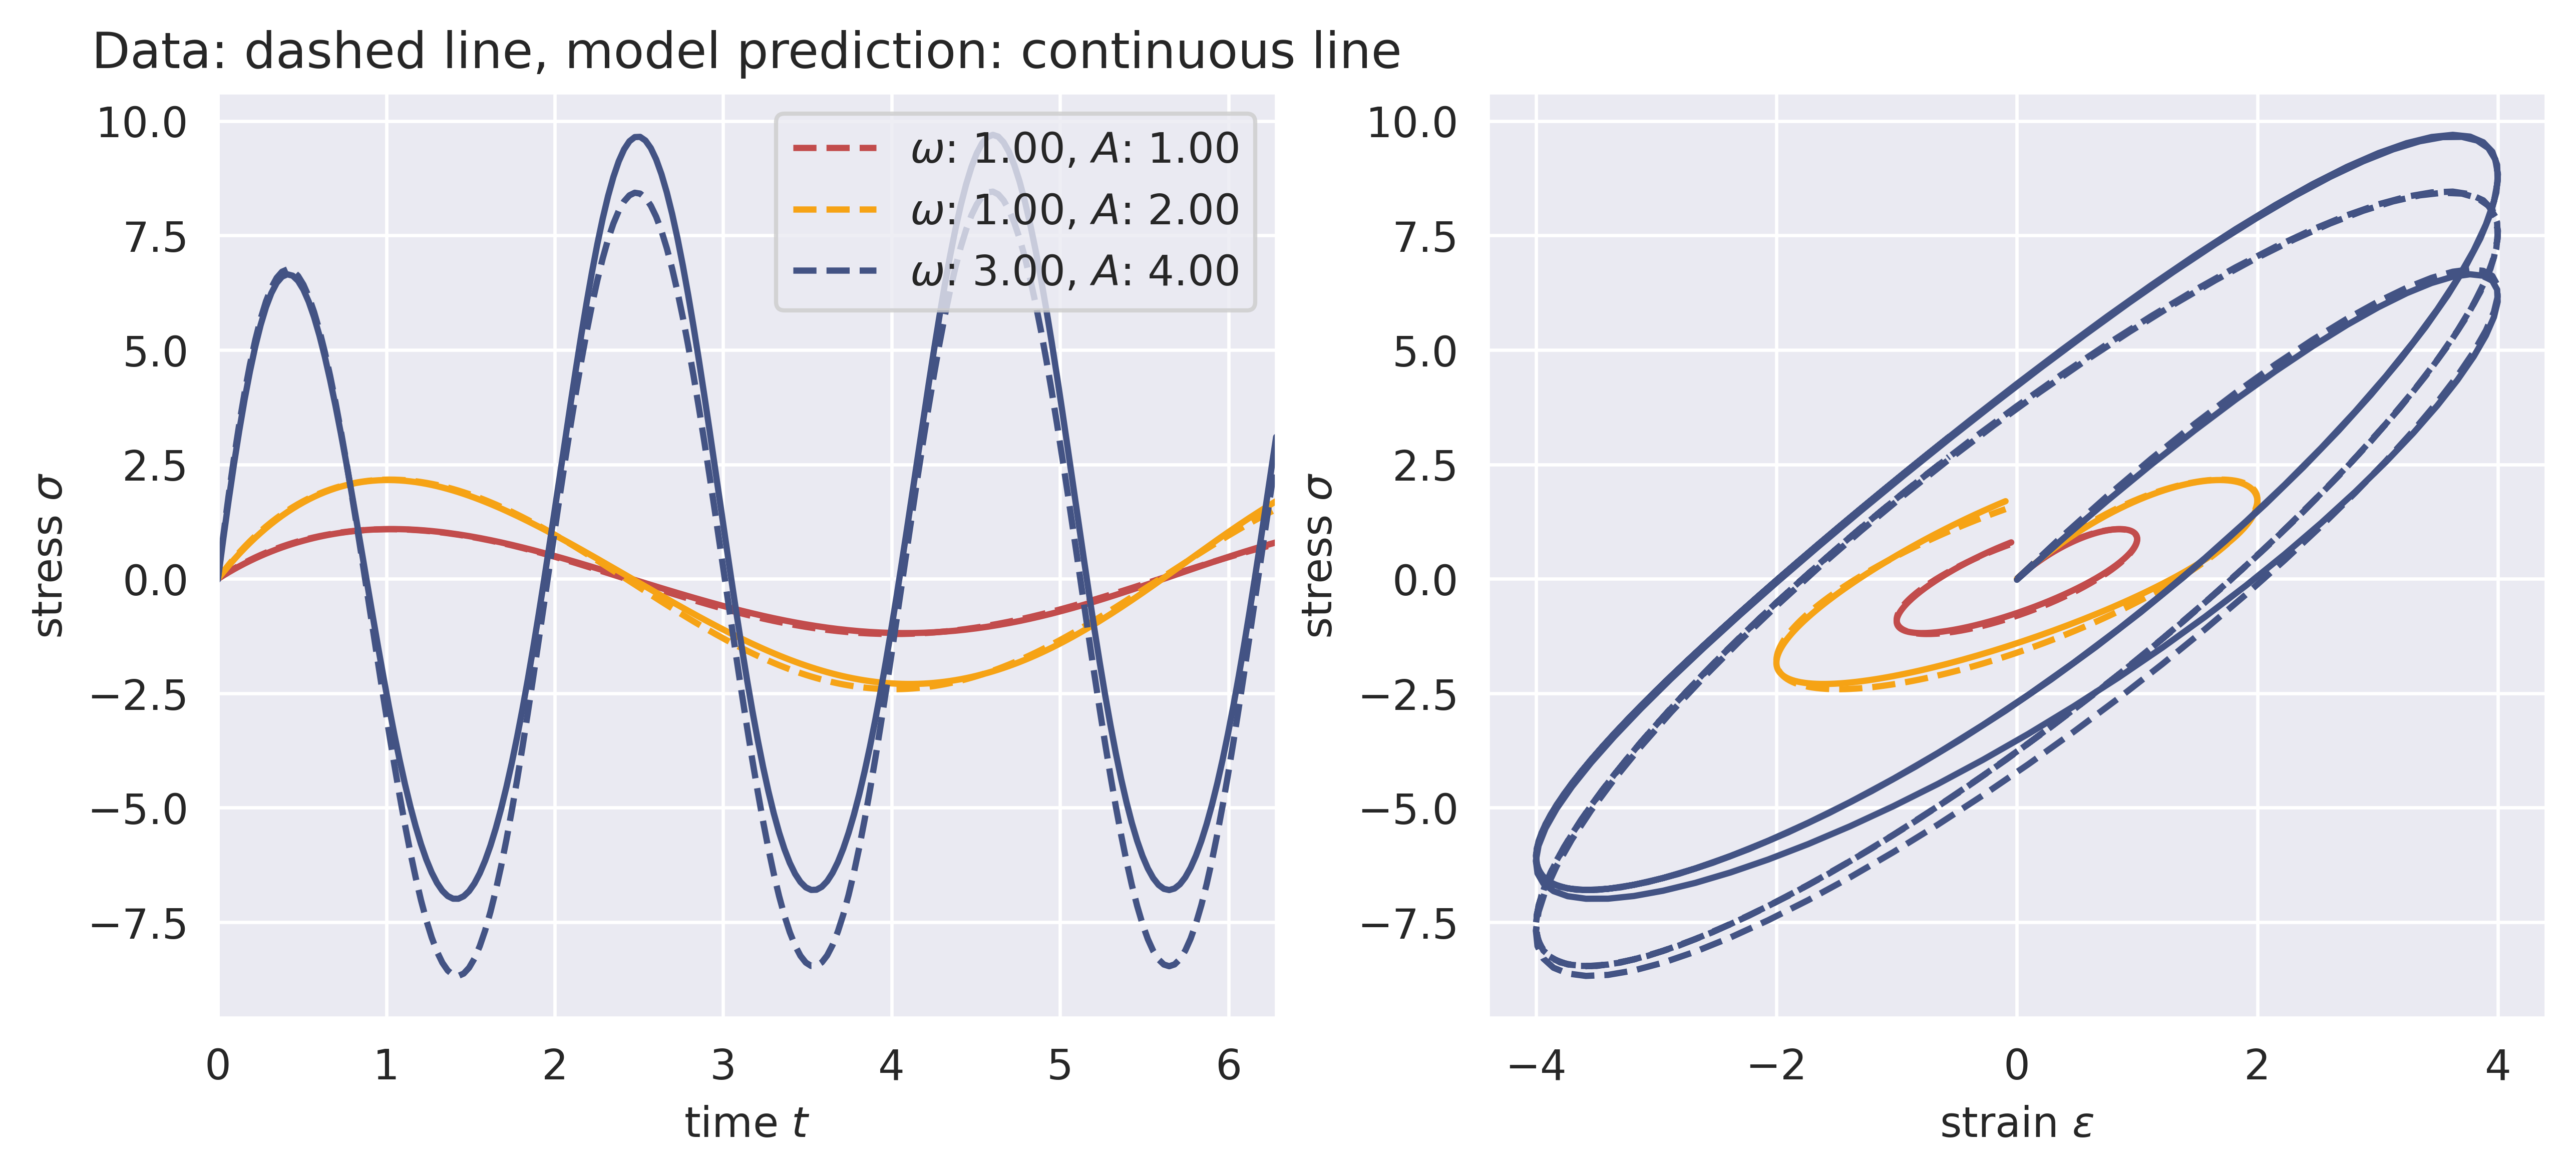 Data: dashed line, model prediction: continuous line
10.0
7.5
5.0
2.5
0.0
−2.5
−5.0
−7.5
stress σ
0 1 2 3 4 5 6
time t
ω: 1.00, A: 1.00
ω: 1.00, A: 2.00
ω: 3.00, A: 4.00
10.0
7.5
5.0
2.5
0.0
−2.5
−5.0
−7.5
stress σ
−4 −2 0 2 4
strain ε